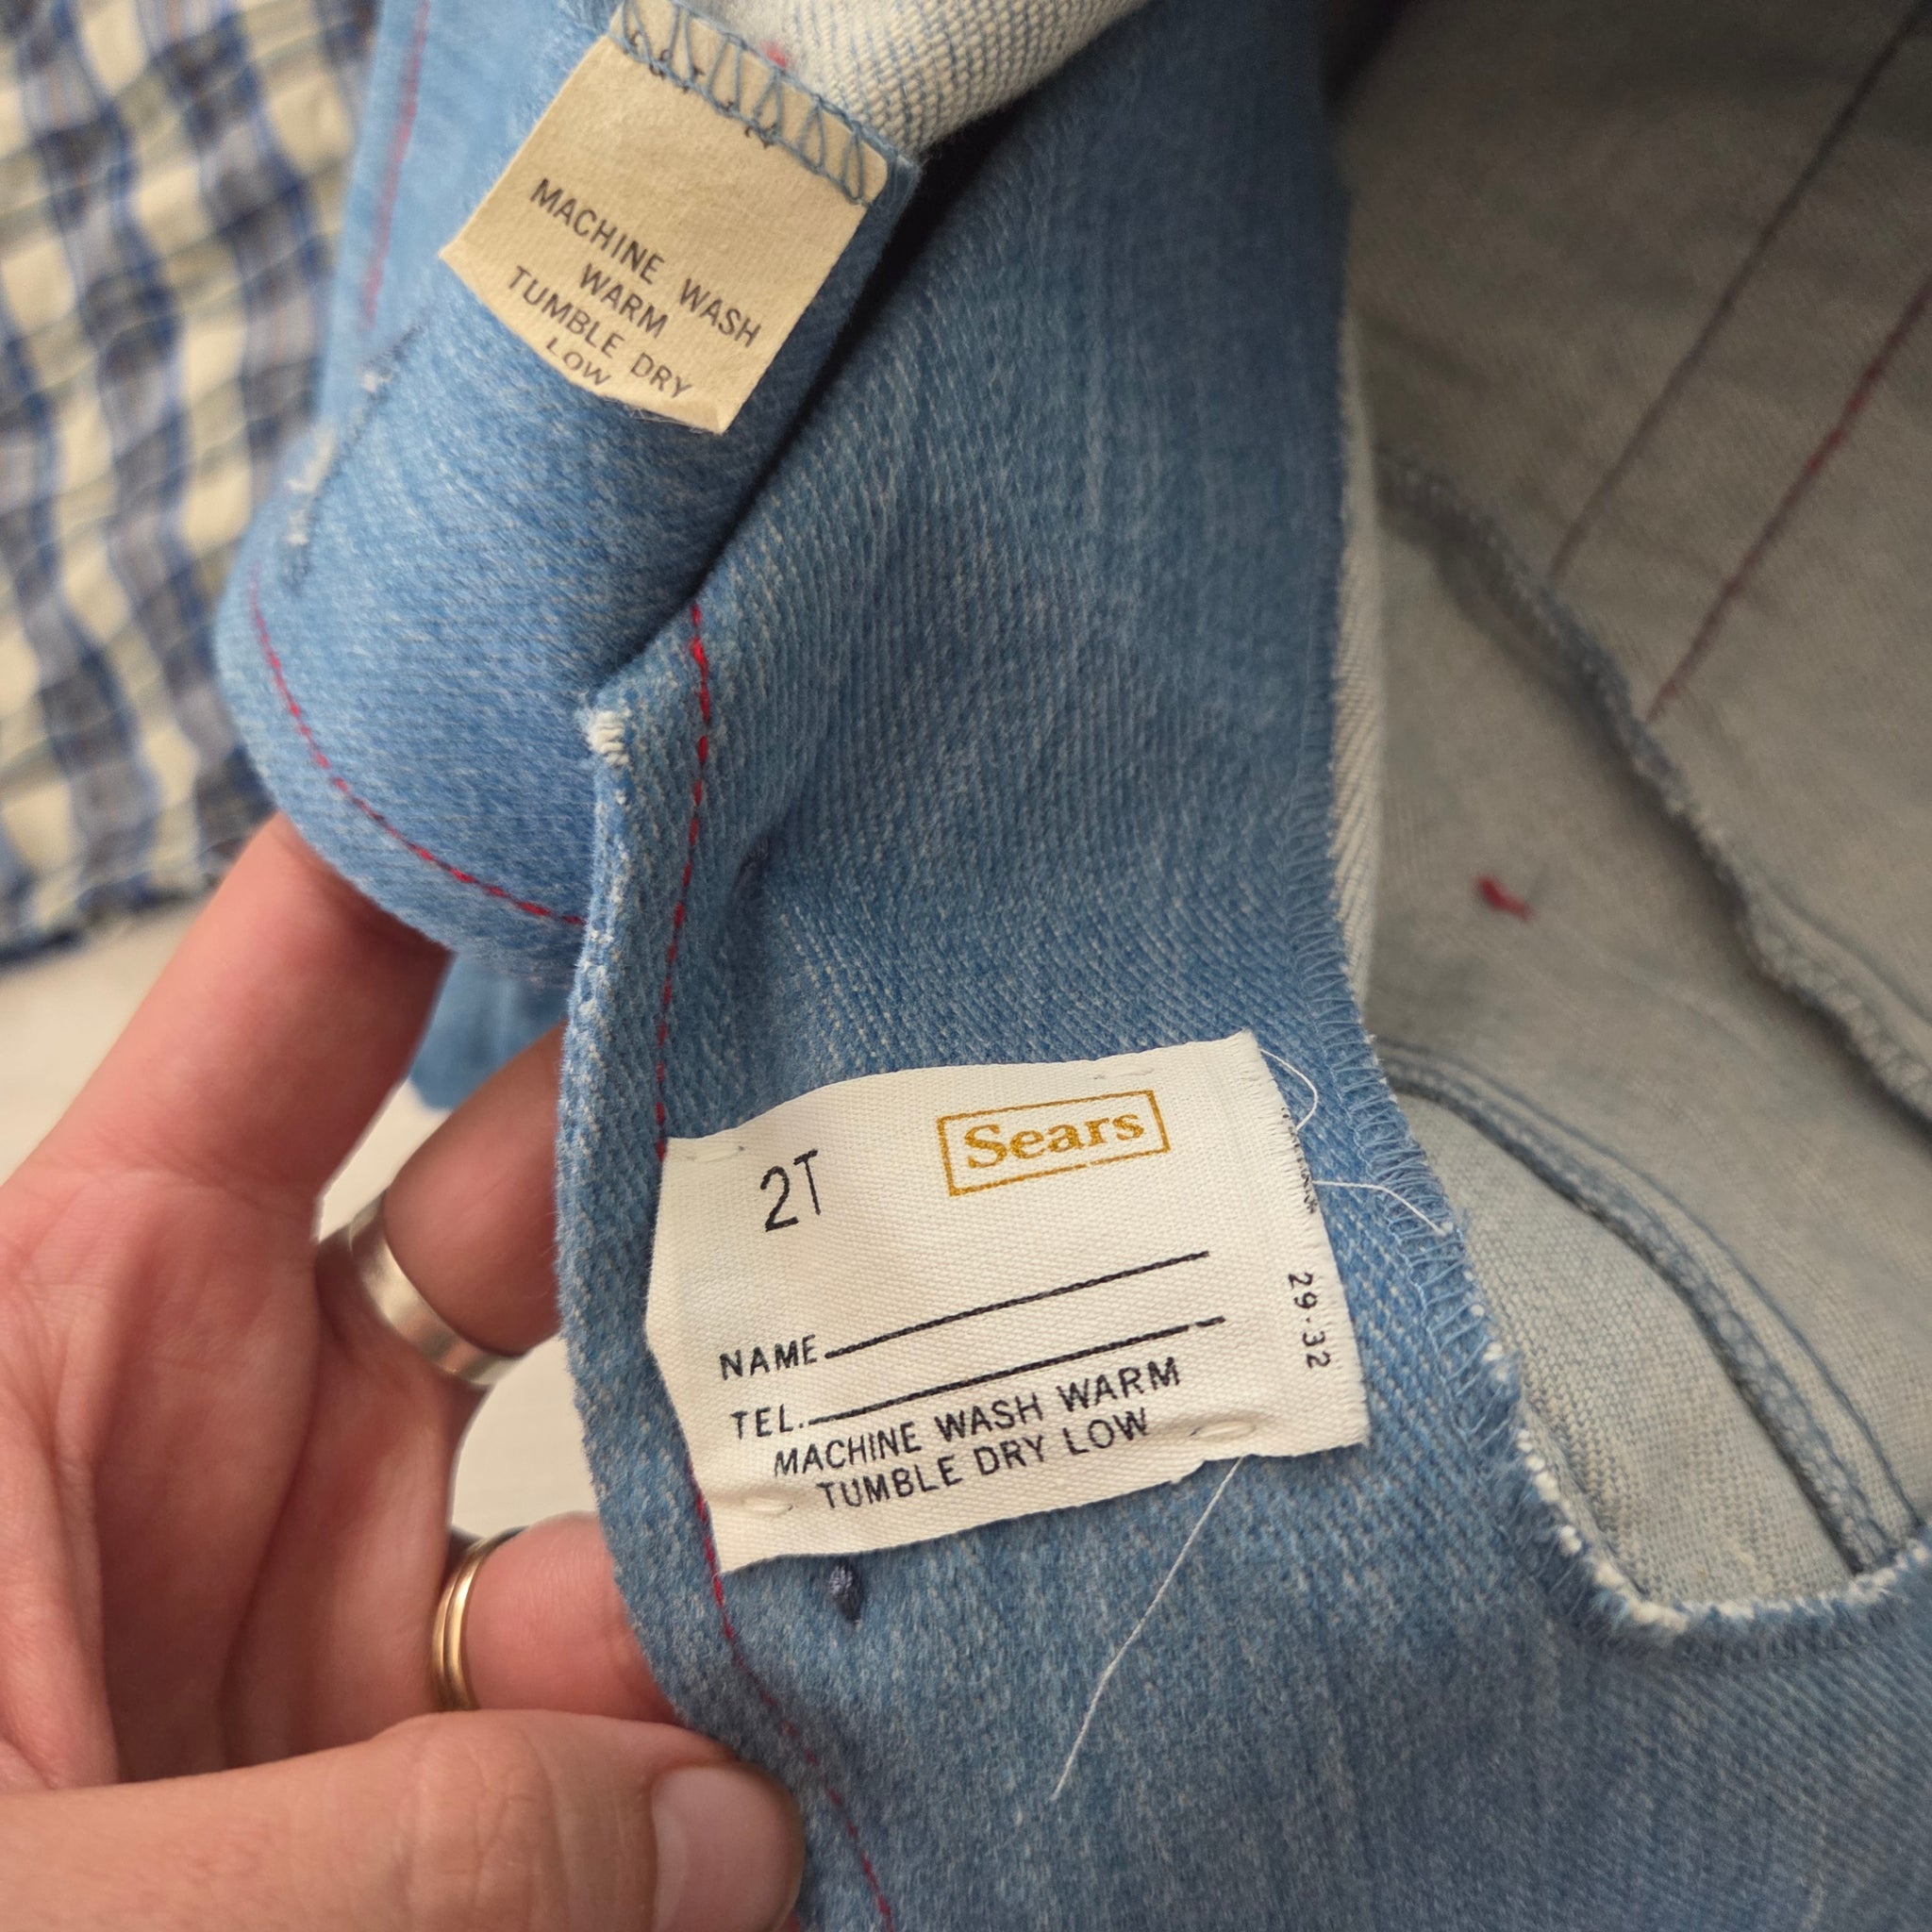 MACHINE WASH
WARM
TUMBLE DRY
LOW
2T
Sears
NAME
TEL.
MACHINE WASH WARM
TUMBLE DRY LOW
29·32